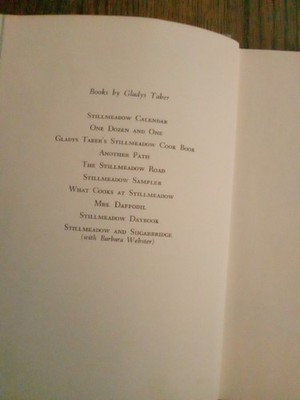 Books by Gladys Taber
Stillmeadow Calendar
One Dozen and One
Gladys Taber's Stillmeadow Cook Book
Another Path
The Stillmeadow Road
Stillmeadow Sampler
What Cooks at Stillmeadow
Mrs. Daffodil
Stillmeadow Daybook
Stillmeadow and Sugarbridge
(with Barbara Webster)